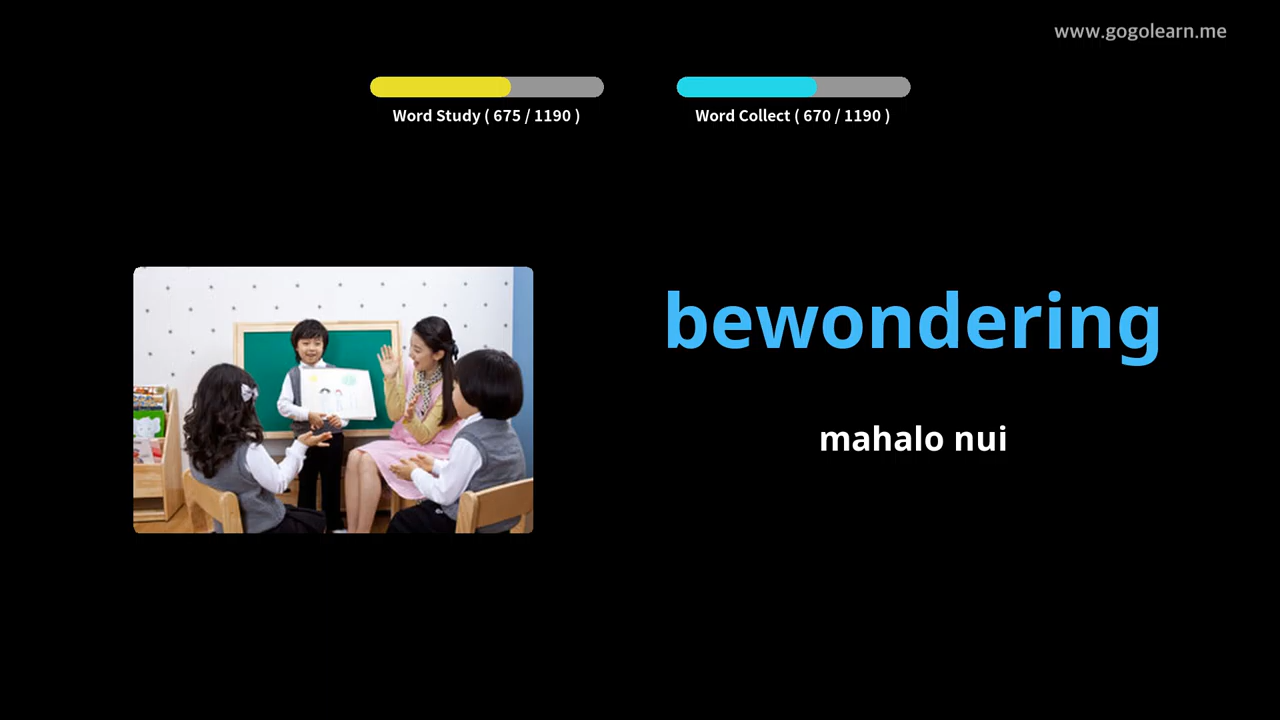 www.gogolearn.me
Word Study ( 675 / 1190 )
Word Collect ( 670 / 1190 )
bewondering
mahalo nui